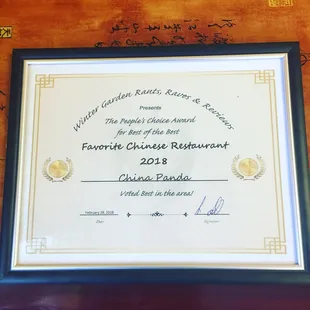 Winter Garden Rants, Raves & Reviews
Presents
The People's Choice Award
for Best of the Best
Favorite Chinese Restaurant
2018
China Panda
Voted Best in the area!
February 28, 2018
Date